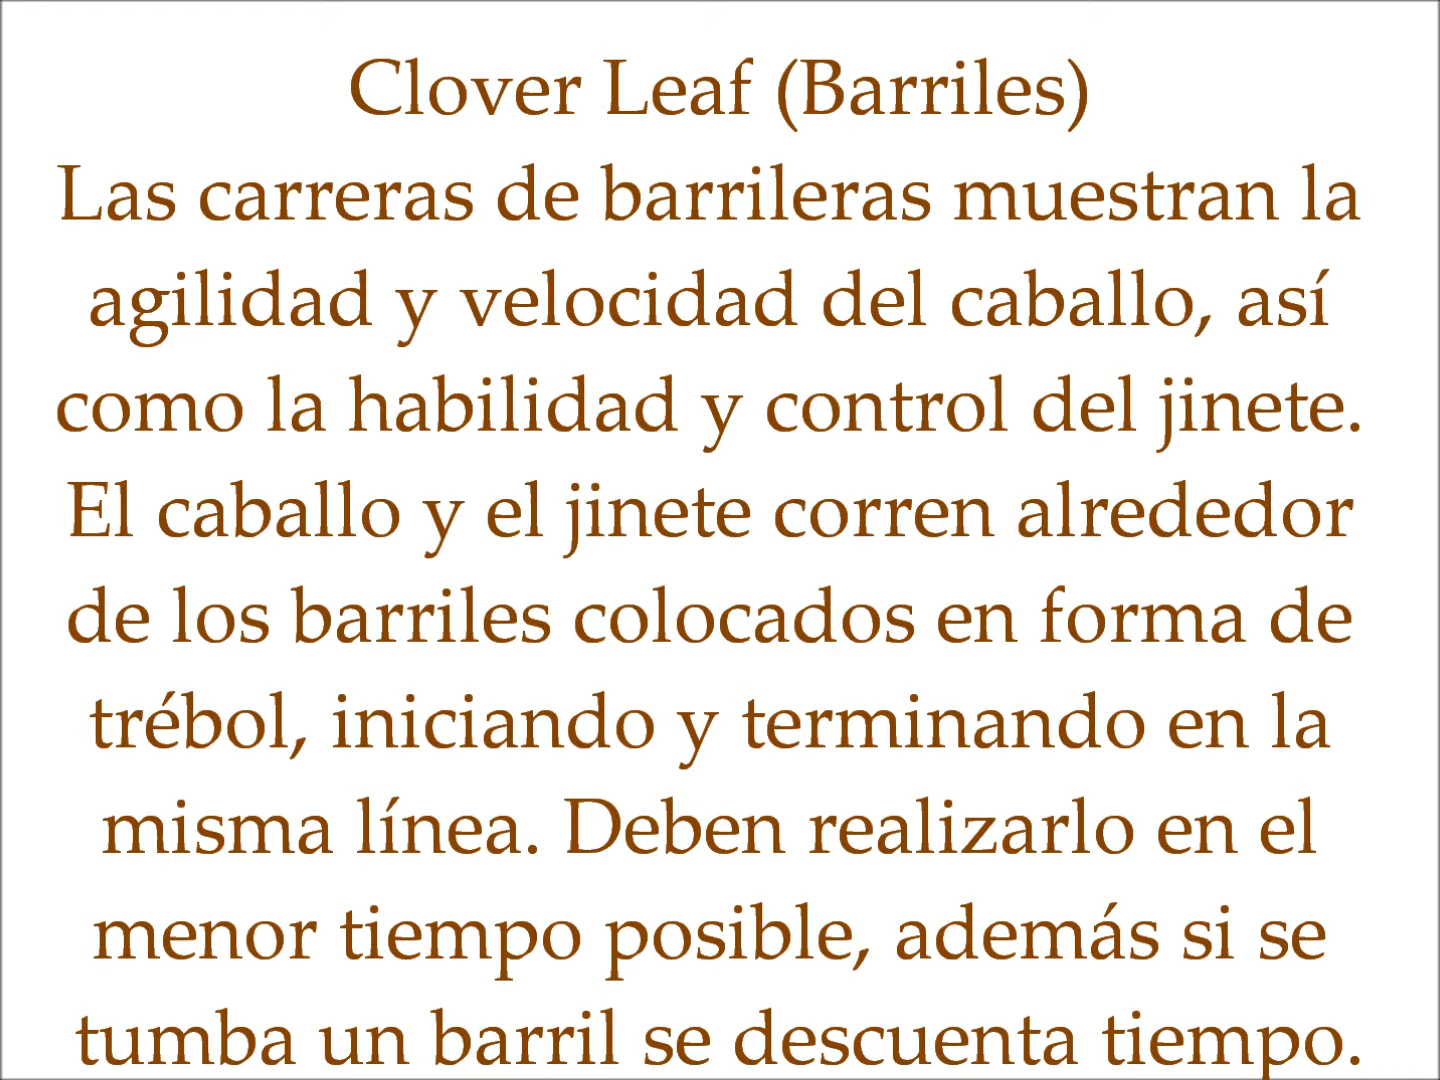 Clover Leaf (Barriles)
Las carreras de barrileras muestran la
agilidad y velocidad del caballo, así
como la habilidad y control del jinete.
El caballo y el jinete corren alrededor
de los barriles colocados en forma de
trébol, iniciando y terminando en la
misma línea. Deben realizarlo en el
menor tiempo posible, además si se
tumba un barril se descuenta tiempo.